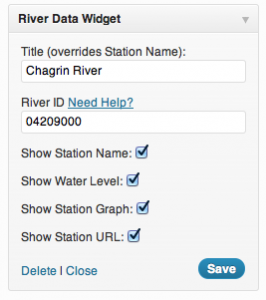 River Data Widget
Title (overrides Station Name):
Chagrin River
River ID Need Help?
04209000
Show Station Name:
Show Water Level:
Show Station Graph:
Show Station URL:
Delete | Close
Save